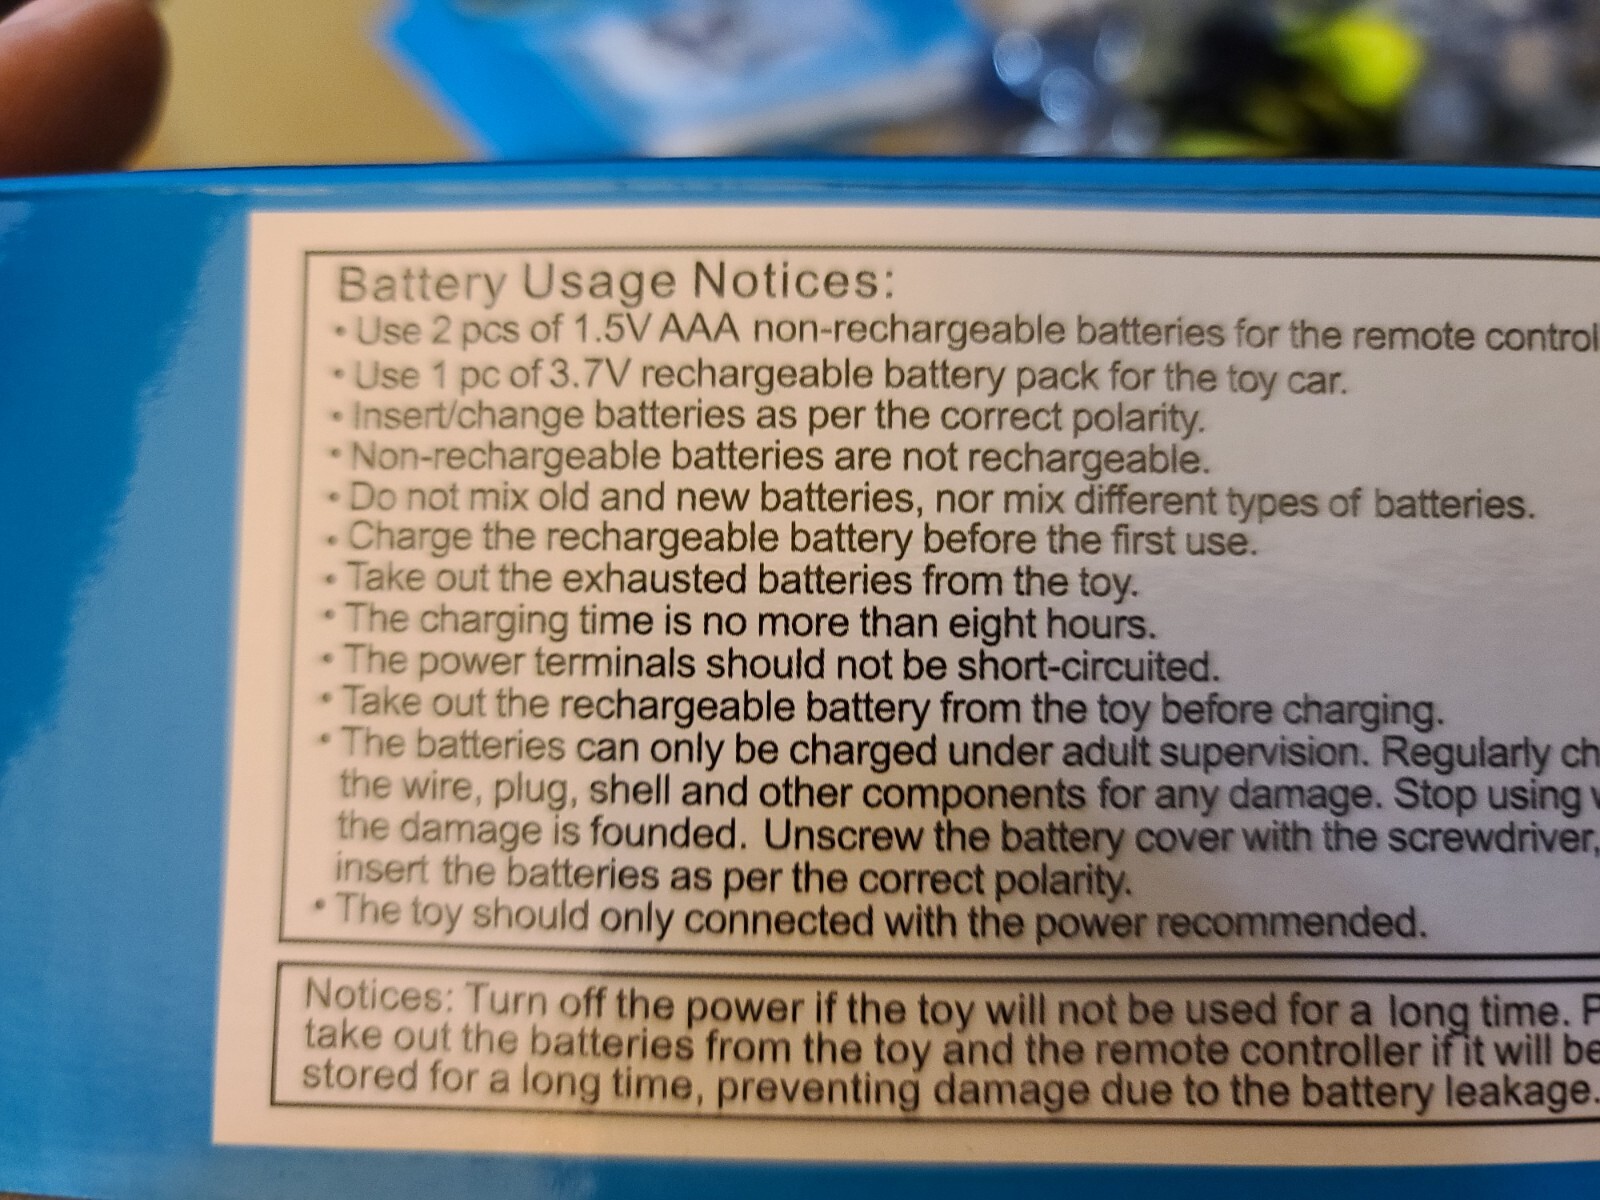 Battery Usage Notices:
• Use 2 pcs of 1.5V AAA non-rechargeable batteries for the remote control
• Use 1 pc of 3.7V rechargeable battery pack for the toy car.
• Insert/change batteries as per the correct polarity.
• Non-rechargeable batteries are not rechargeable.
• Do not mix old and new batteries, nor mix different types of batteries.
• Charge the rechargeable battery before the first use.
• Take out the exhausted batteries from the toy.
• The charging time is no more than eight hours.
• The power terminals should not be short-circuited.
• Take out the rechargeable battery from the toy before charging.
• The batteries can only be charged under adult supervision. Regularly
the wire, plug, shell and other components for any damage. Stop using
the damage is founded. Unscrew the battery cover with the screwdriver,
insert the batteries as per the correct polarity.
• The toy should only connected with the power recommended.
Notices: Turn off the power if the toy will not be used for a long time.
take out the batteries from the toy and the remote controller if it will be
stored for a long time, preventing damage due to the battery leakage.